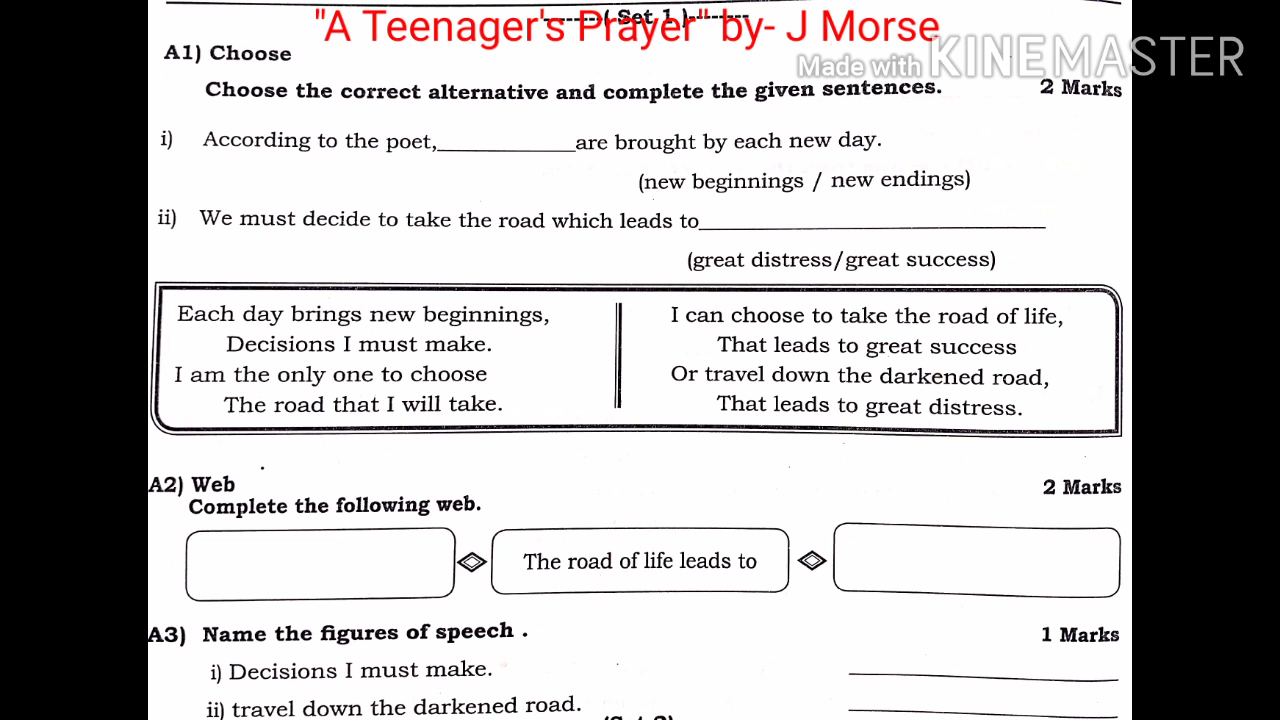 --------( Set 1 )--------
"A Teenager's Prayer" by- J Morse
Made with KINEMASTER
A1) Choose
Choose the correct alternative and complete the given sentences. 2 Marks
i) According to the poet,____________are brought by each new day.
(new beginnings / new endings)
ii) We must decide to take the road which leads to______________________________
(great distress/great success)
Each day brings new beginnings,
Decisions I must make.
I am the only one to choose
The road that I will take.
I can choose to take the road of life,
That leads to great success
Or travel down the darkened road,
That leads to great distress.
A2) Web 2 Marks
Complete the following web.
The road of life leads to
A3) Name the figures of speech . 1 Marks
i) Decisions I must make. ______________________
ii) travel down the darkened road. ______________________
(Set 2)